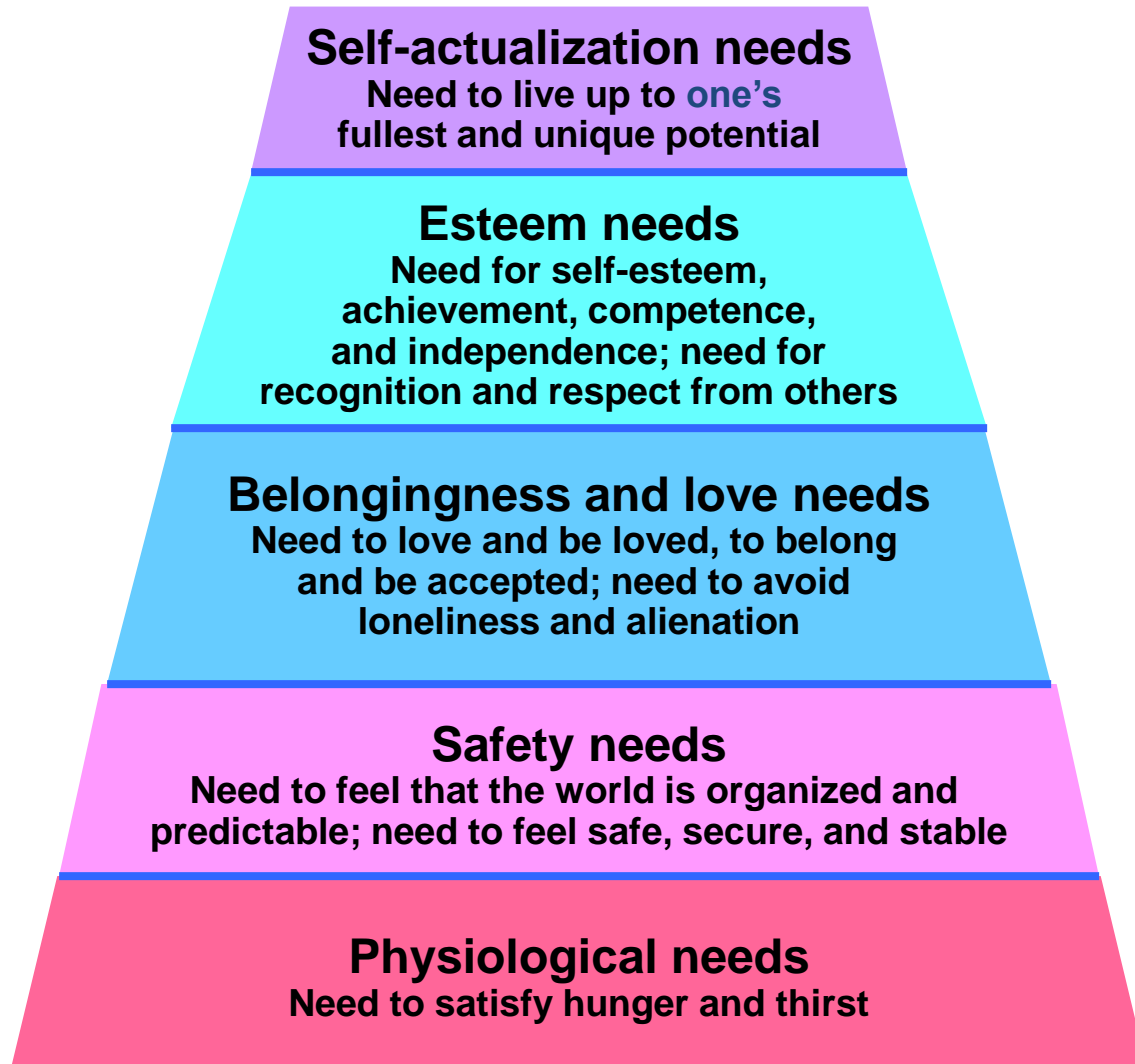 Self-actualization needs
Need to live up to one’s
fullest and unique potential
Esteem needs
Need for self-esteem,
achievement, competence,
and independence; need for
recognition and respect from others
Belongingness and love needs
Need to love and be loved, to belong
and be accepted; need to avoid
loneliness and alienation
Safety needs
Need to feel that the world is organized and
predictable; need to feel safe, secure, and stable
Physiological needs
Need to satisfy hunger and thirst